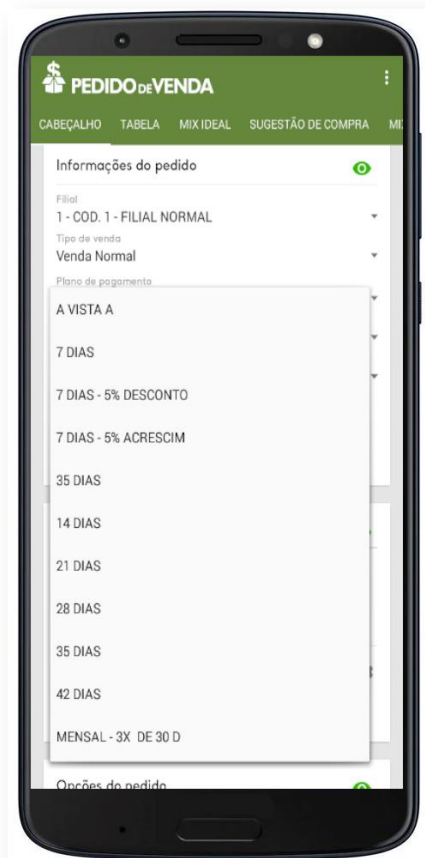 $
PEDIDO DE VENDA
CABEÇALHO TABELA MIX IDEAL SUGESTÃO DE COMPRA MI
Informações do pedido
Filial
1 - COD. 1 - FILIAL NORMAL
Tipo de venda
Venda Normal
Plano de pagamento
A VISTA A
7 DIAS
7 DIAS - 5% DESCONTO
7 DIAS - 5% ACRESCIM
35 DIAS
14 DIAS
21 DIAS
28 DIAS
35 DIAS
42 DIAS
MENSAL - 3X DE 30 D
Opções do pedido